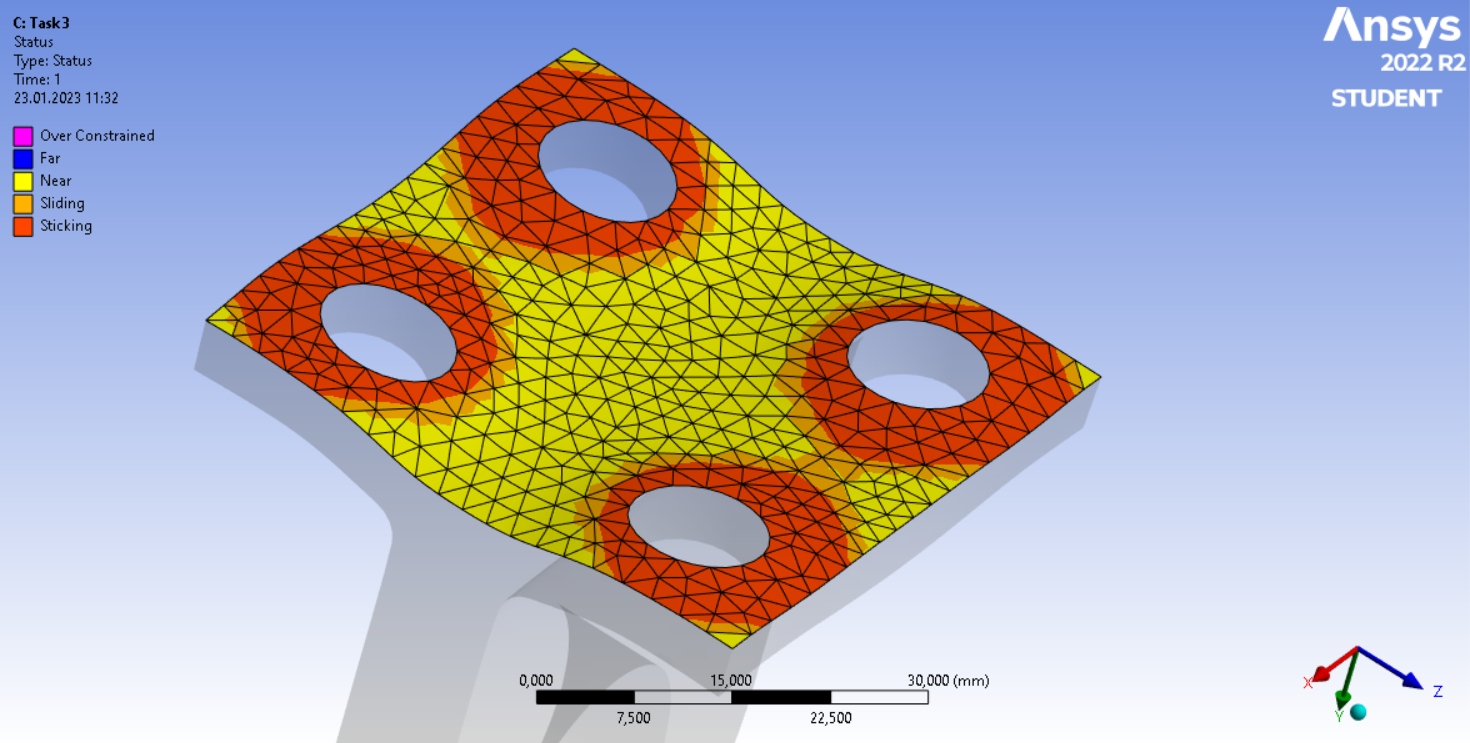 C: Task3
Status
Type: Status
Time: 1
23.01.2023 11:32
Over Constrained
Far
Near
Sliding
Sticking
Ansys
2022 R2
STUDENT
0,000 15,000 30,000 (mm)
7,500 22,500
X
Y
Z